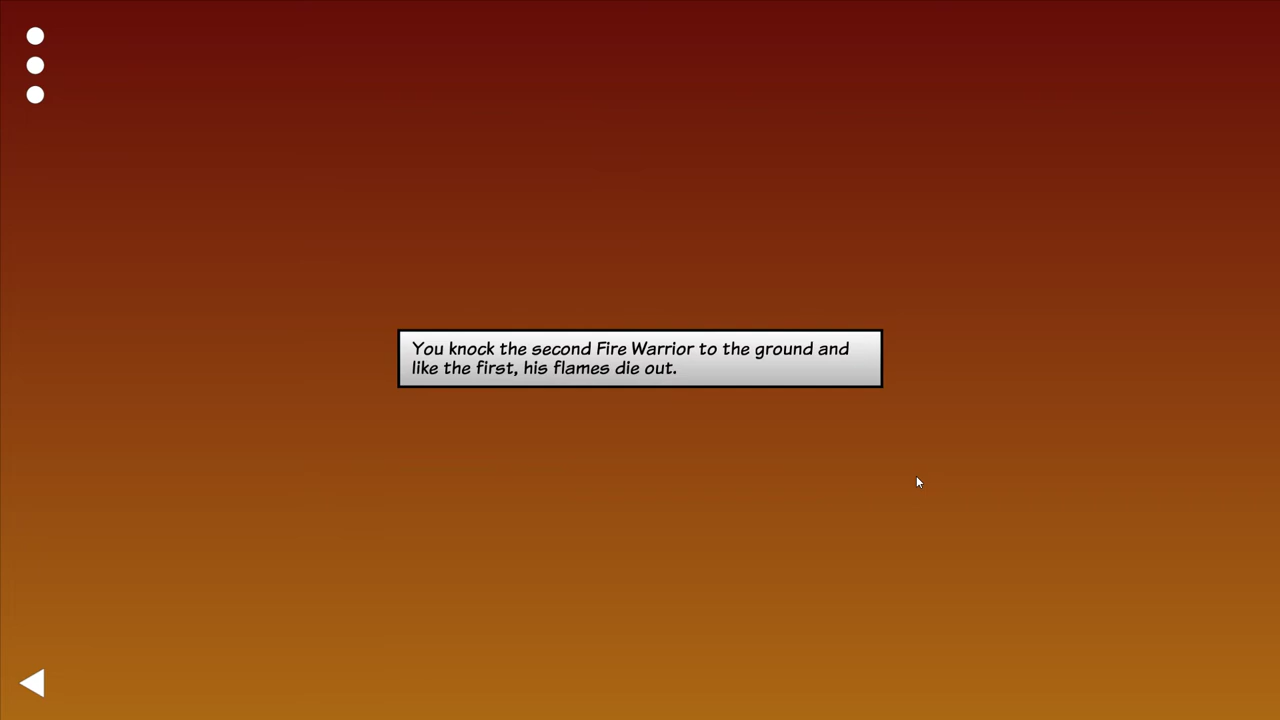 You knock the second Fire Warrior to the ground and
like the first, his flames die out.